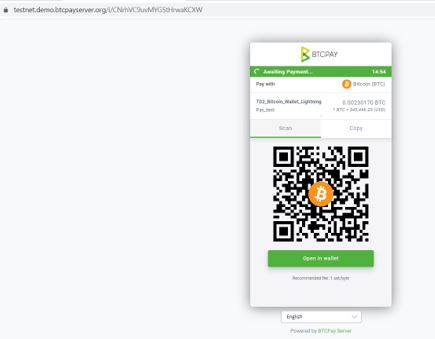 testnet.demo.btcpayserver.org/i/CNrhVC9uvMYG5tHrwaKCXW
BTCPAY
Awaiting Payment... 14:54
Pay with Bitcoin (BTC)
TD2_Bitcoin_Wallet_Lightning 0.00230170 BTC
Pay_test 1 BTC = $43,446.29 (USD)
Scan Copy
Open in wallet
Recommended fee: 1 sat/byte
English
Powered by BTCPay Server